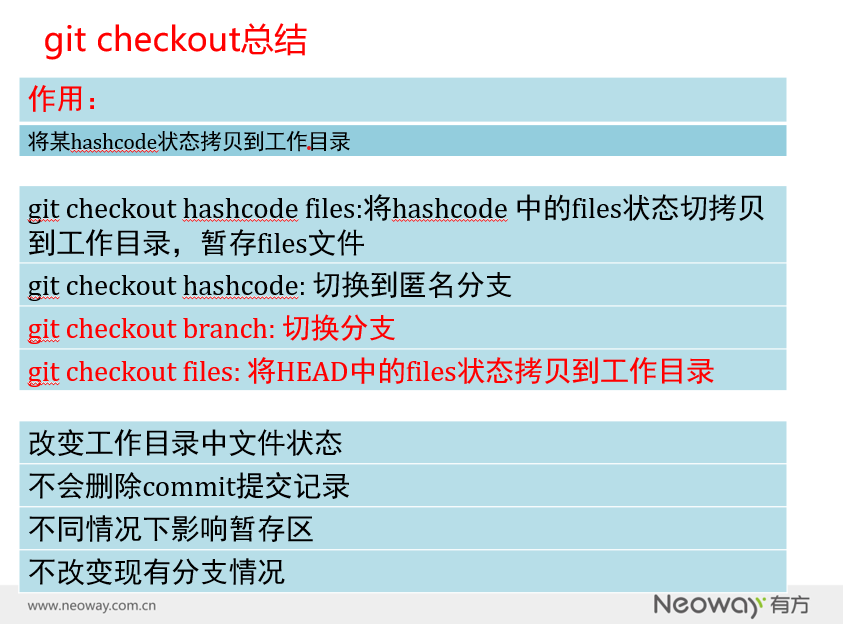 git checkout总结
作用：
将某hashcode状态拷贝到工作目录
git checkout hashcode files:将hashcode 中的files状态切拷贝
到工作目录，暂存files文件
git checkout hashcode: 切换到匿名分支
git checkout branch: 切换分支
git checkout files: 将HEAD中的files状态拷贝到工作目录
改变工作目录中文件状态
不会删除commit提交记录
不同情况下影响暂存区
不改变现有分支情况
www.neoway.com.cn
Neoway有方